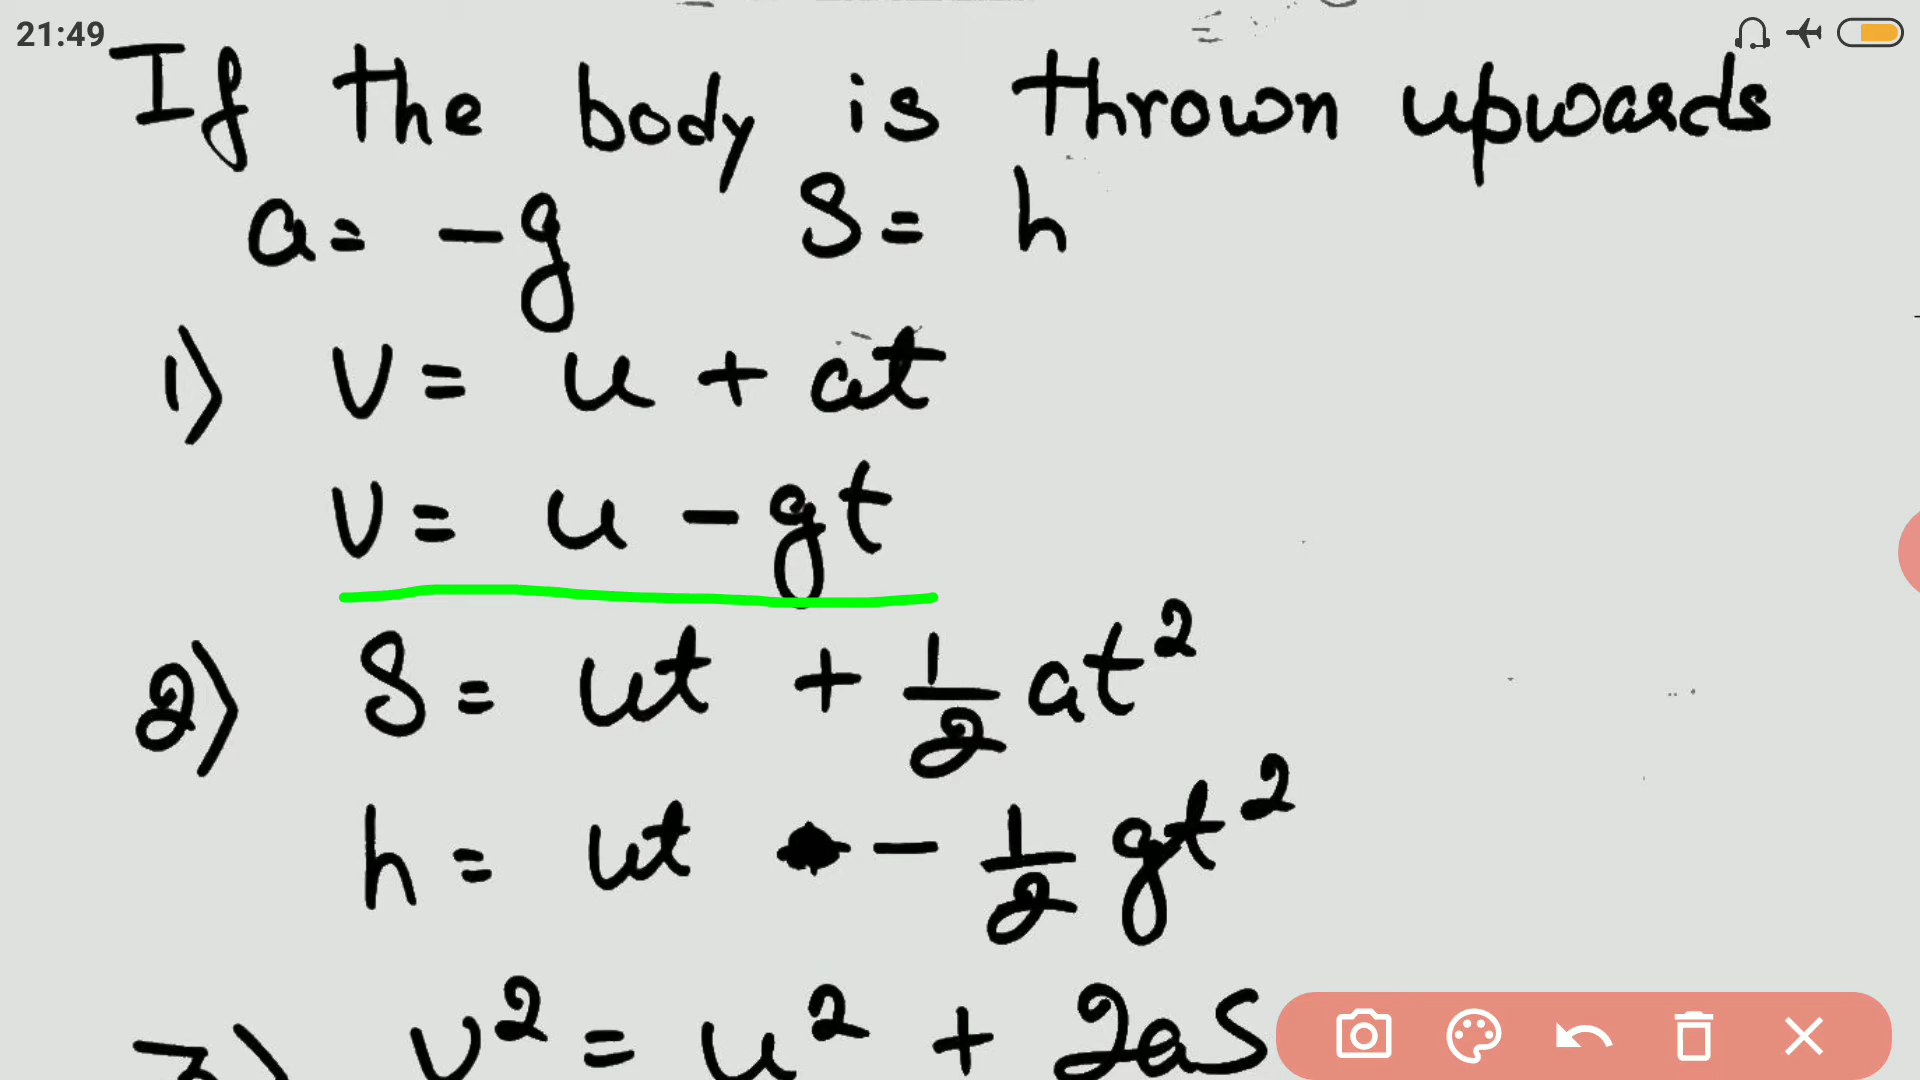 21:49
If the body is thrown upwards
a = -g S = h
1) v = u + at
v = u - gt
2) S = ut + 1/2 at²
h = ut - 1/2 gt²
3) v² = u² + 2aS